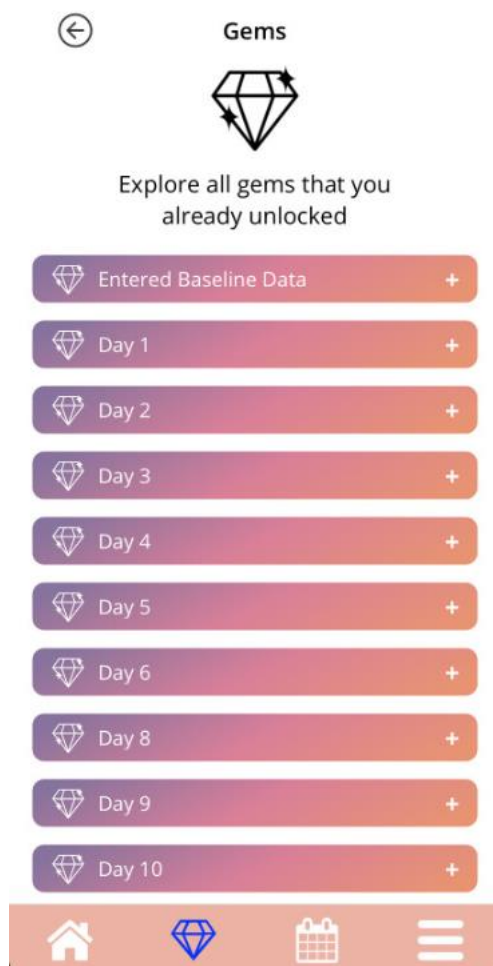 Gems
Explore all gems that you
already unlocked
Entered Baseline Data +
Day 1 +
Day 2 +
Day 3 +
Day 4 +
Day 5 +
Day 6 +
Day 8 +
Day 9 +
Day 10 +